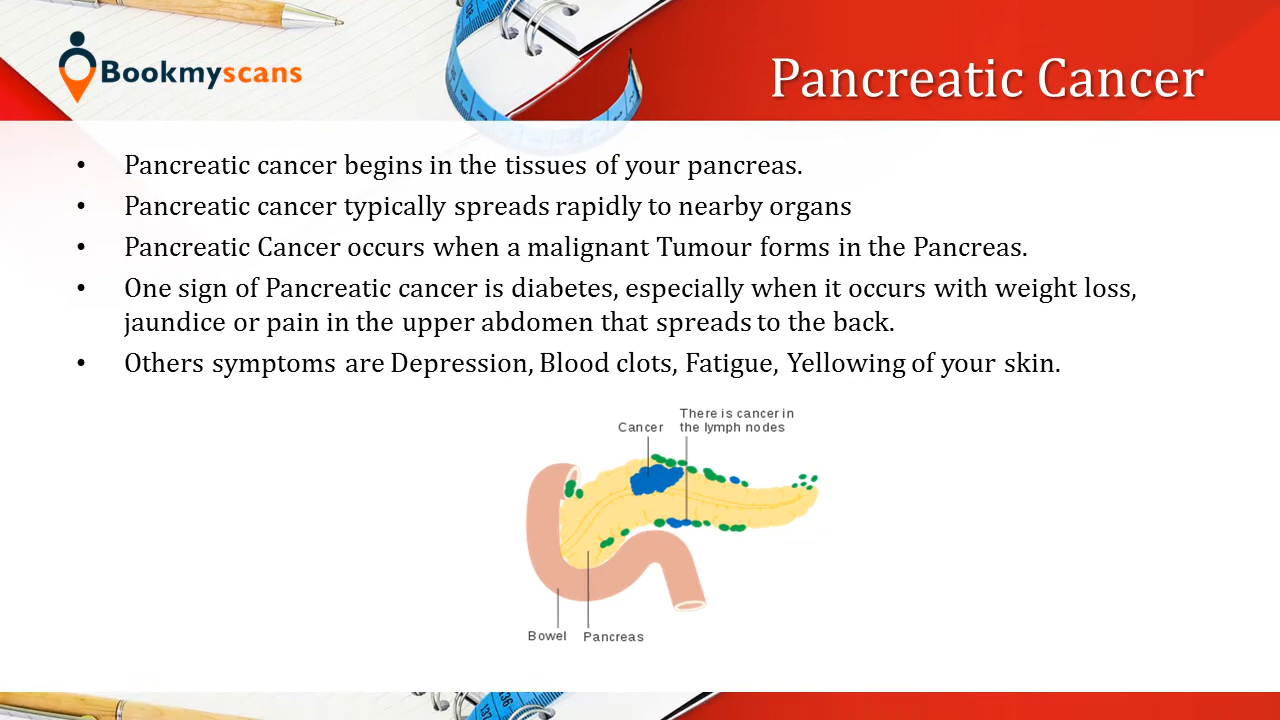 Bookmyscans
Pancreatic Cancer
• Pancreatic cancer begins in the tissues of your pancreas.
• Pancreatic cancer typically spreads rapidly to nearby organs
• Pancreatic Cancer occurs when a malignant Tumour forms in the Pancreas.
• One sign of Pancreatic cancer is diabetes, especially when it occurs with weight loss,
jaundice or pain in the upper abdomen that spreads to the back.
• Others symptoms are Depression, Blood clots, Fatigue, Yellowing of your skin.
There is cancer in
the lymph nodes
Cancer
Bowel
Pancreas
136
137